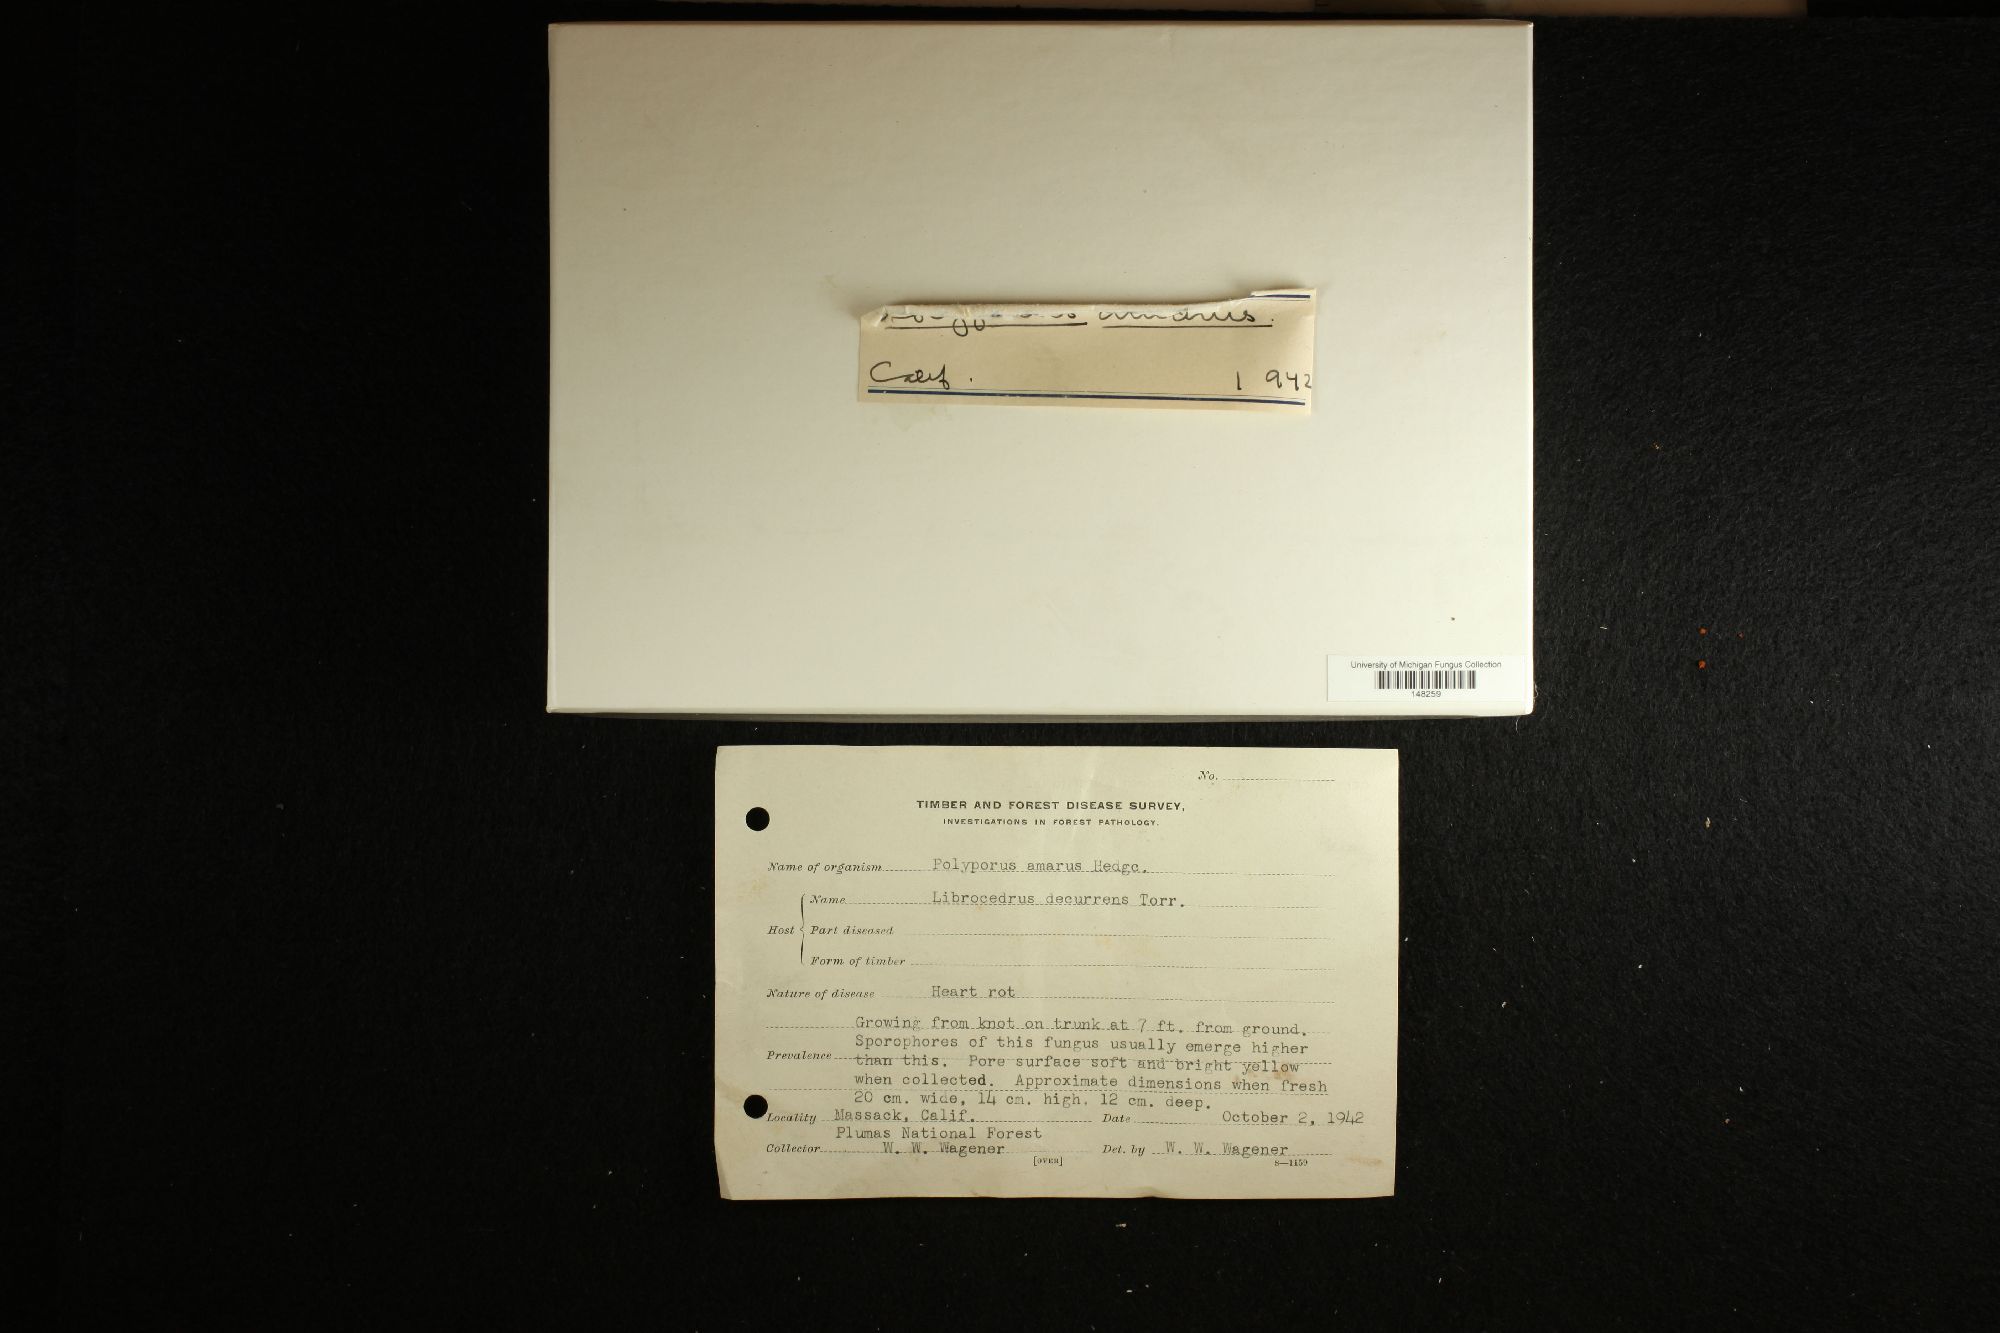 Calif. 1942
University of Michigan Fungus Collection
148259
No.
TIMBER AND FOREST DISEASE SURVEY,
INVESTIGATIONS IN FOREST PATHOLOGY.
Name of organism Polyporus amarus Hedgc.
Name Librocedrus decurrens Torr.
Host Part diseased
Form of timber
Nature of disease Heart rot
Growing from knot on trunk at 7 ft. from ground.
Sporophores of this fungus usually emerge higher
Prevalence than this. Pore surface soft and bright yellow
when collected. Approximate dimensions when fresh
20 cm. wide, 14 cm. high, 12 cm. deep.
Locality Massack, Calif. Date October 2, 1942
Plumas National Forest
Collector W. W. Wagener Det. by W. W. Wagener
[OVER] 8—1159